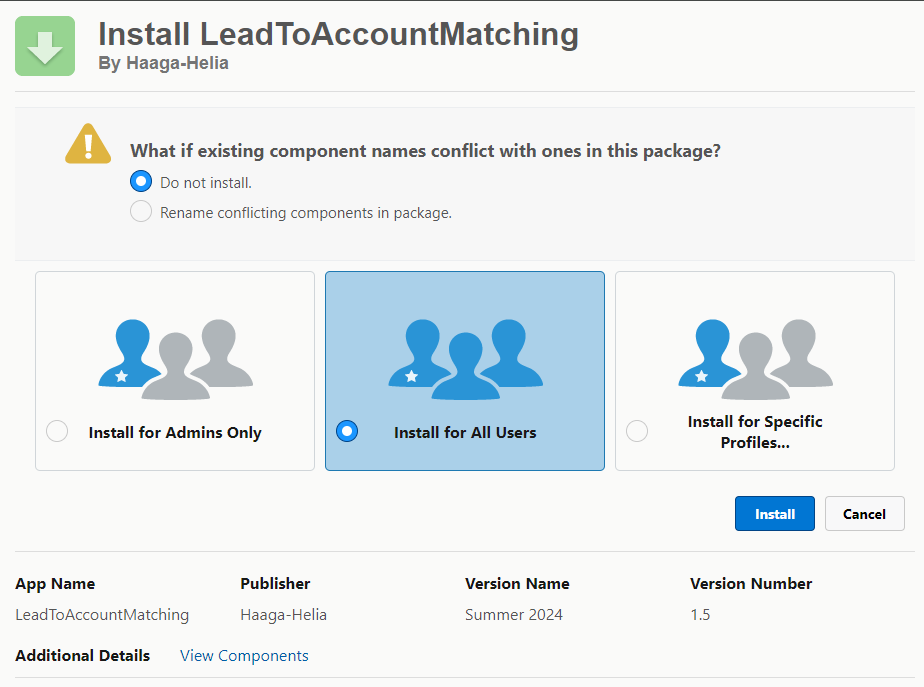 Install LeadToAccountMatching
By Haaga-Helia
What if existing component names conflict with ones in this package?
Do not install.
Rename conflicting components in package.
Install for Admins Only
Install for All Users
Install for Specific
Profiles...
Install
Cancel
App Name
Publisher
Version Name
Version Number
LeadToAccountMatching
Haaga-Helia
Summer 2024
1.5
Additional Details
View Components